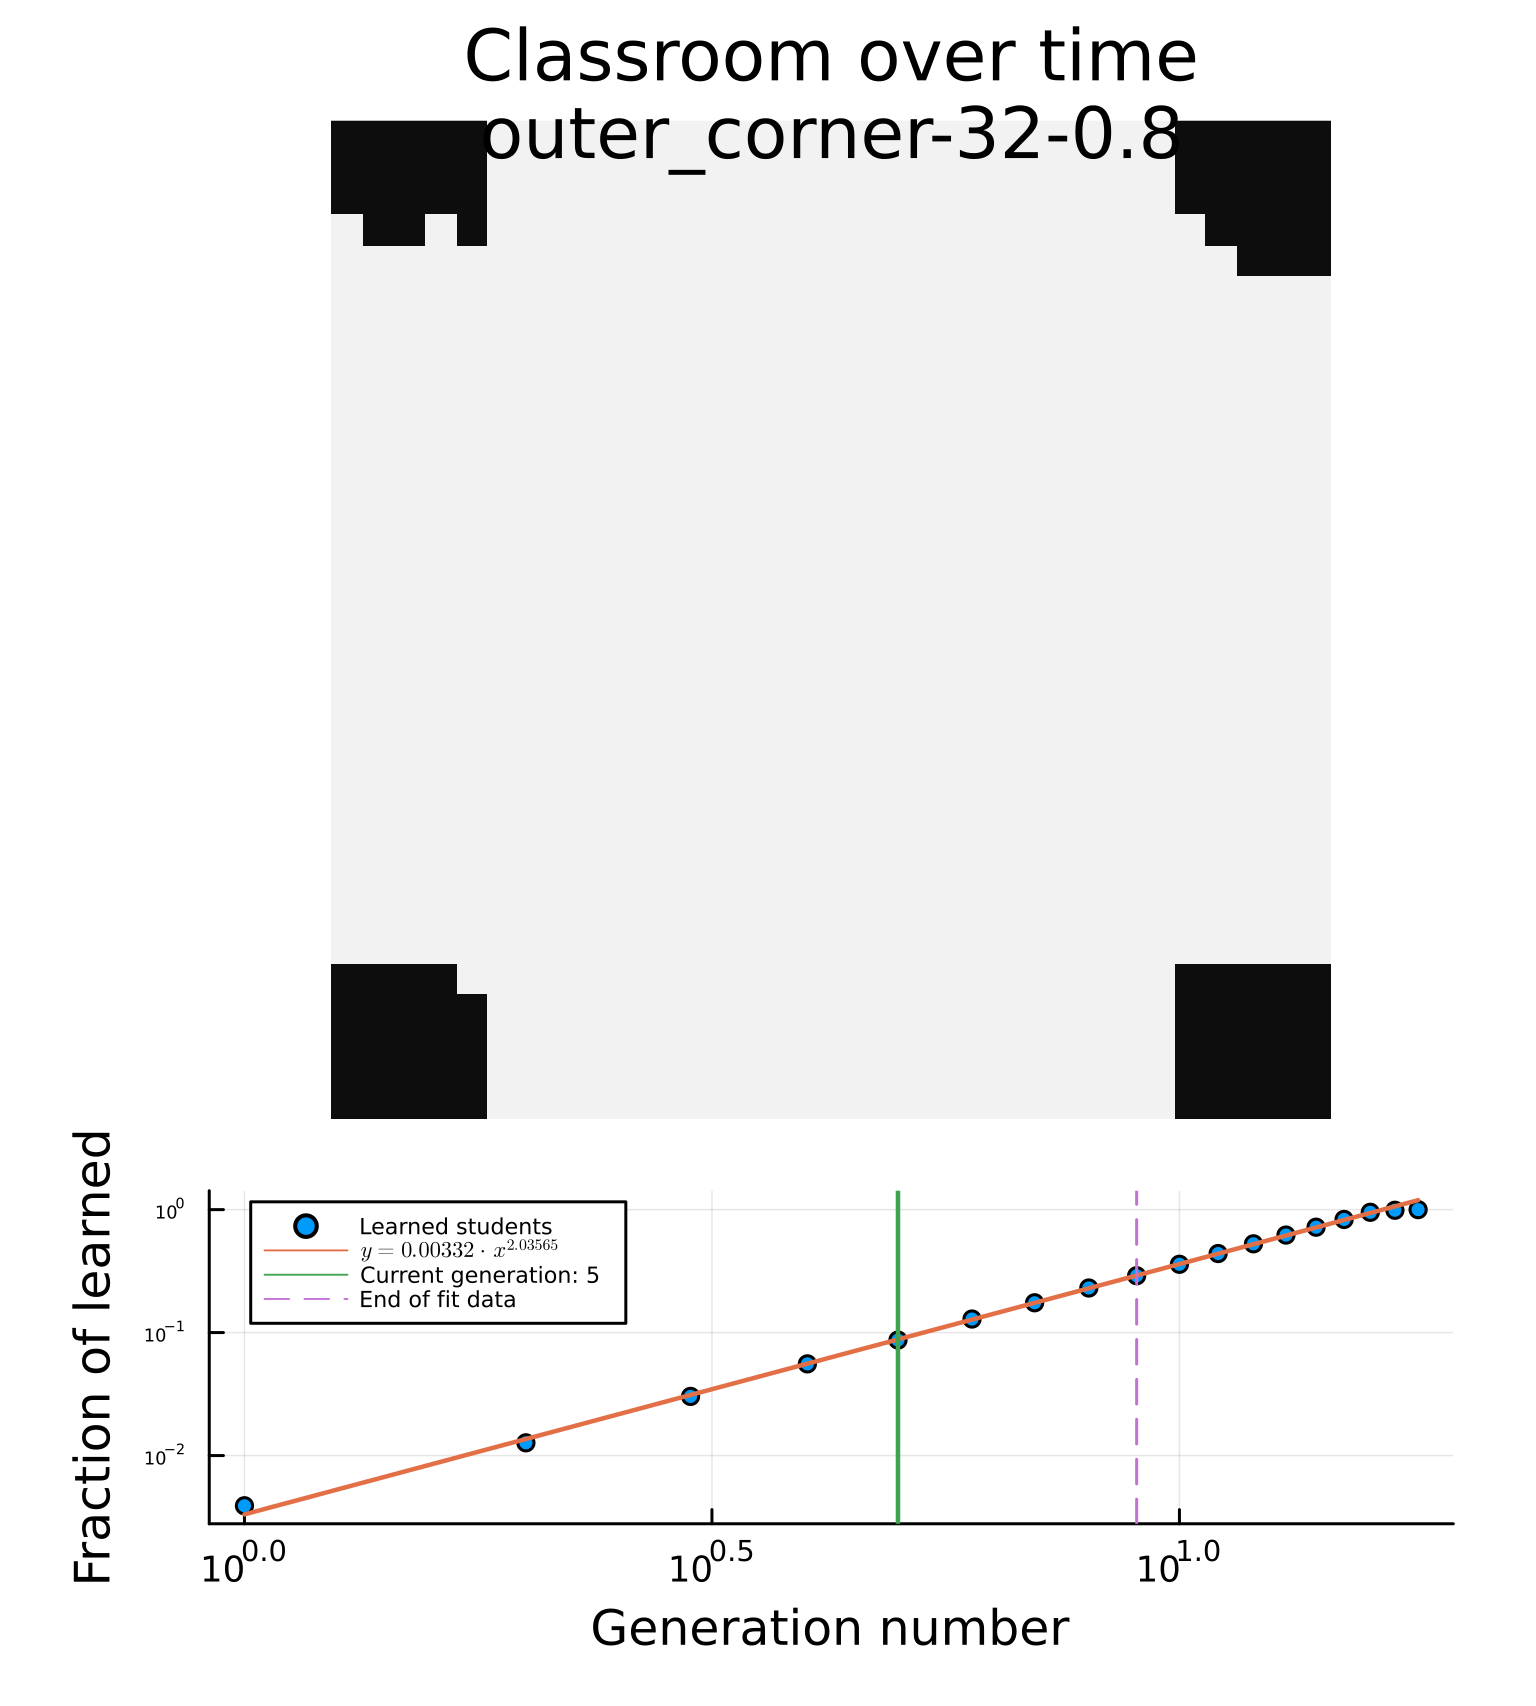 Classroom over time
outer_corner-32-0.8
Fraction of learned
10⁰
10⁻¹
10⁻²
Learned students
y = 0.00332 · x^{2.03565}
Current generation: 5
End of fit data
10^{0.0} 10^{0.5} 10^{1.0}
Generation number